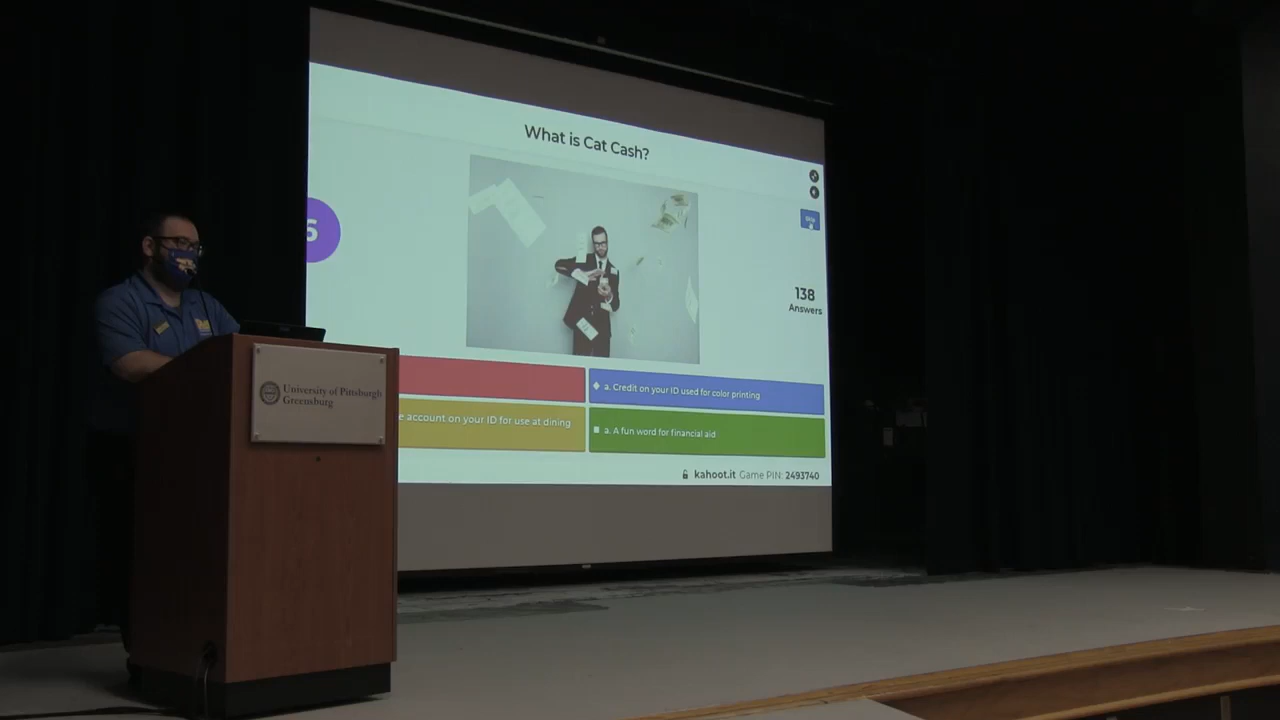 What is Cat Cash?
Skip
138
Answers
a. Credit on your ID used for color printing
account on your ID for use at dining
a. A fun word for financial aid
kahoot.it Game PIN: 2493740
University of Pittsburgh
Greensburg